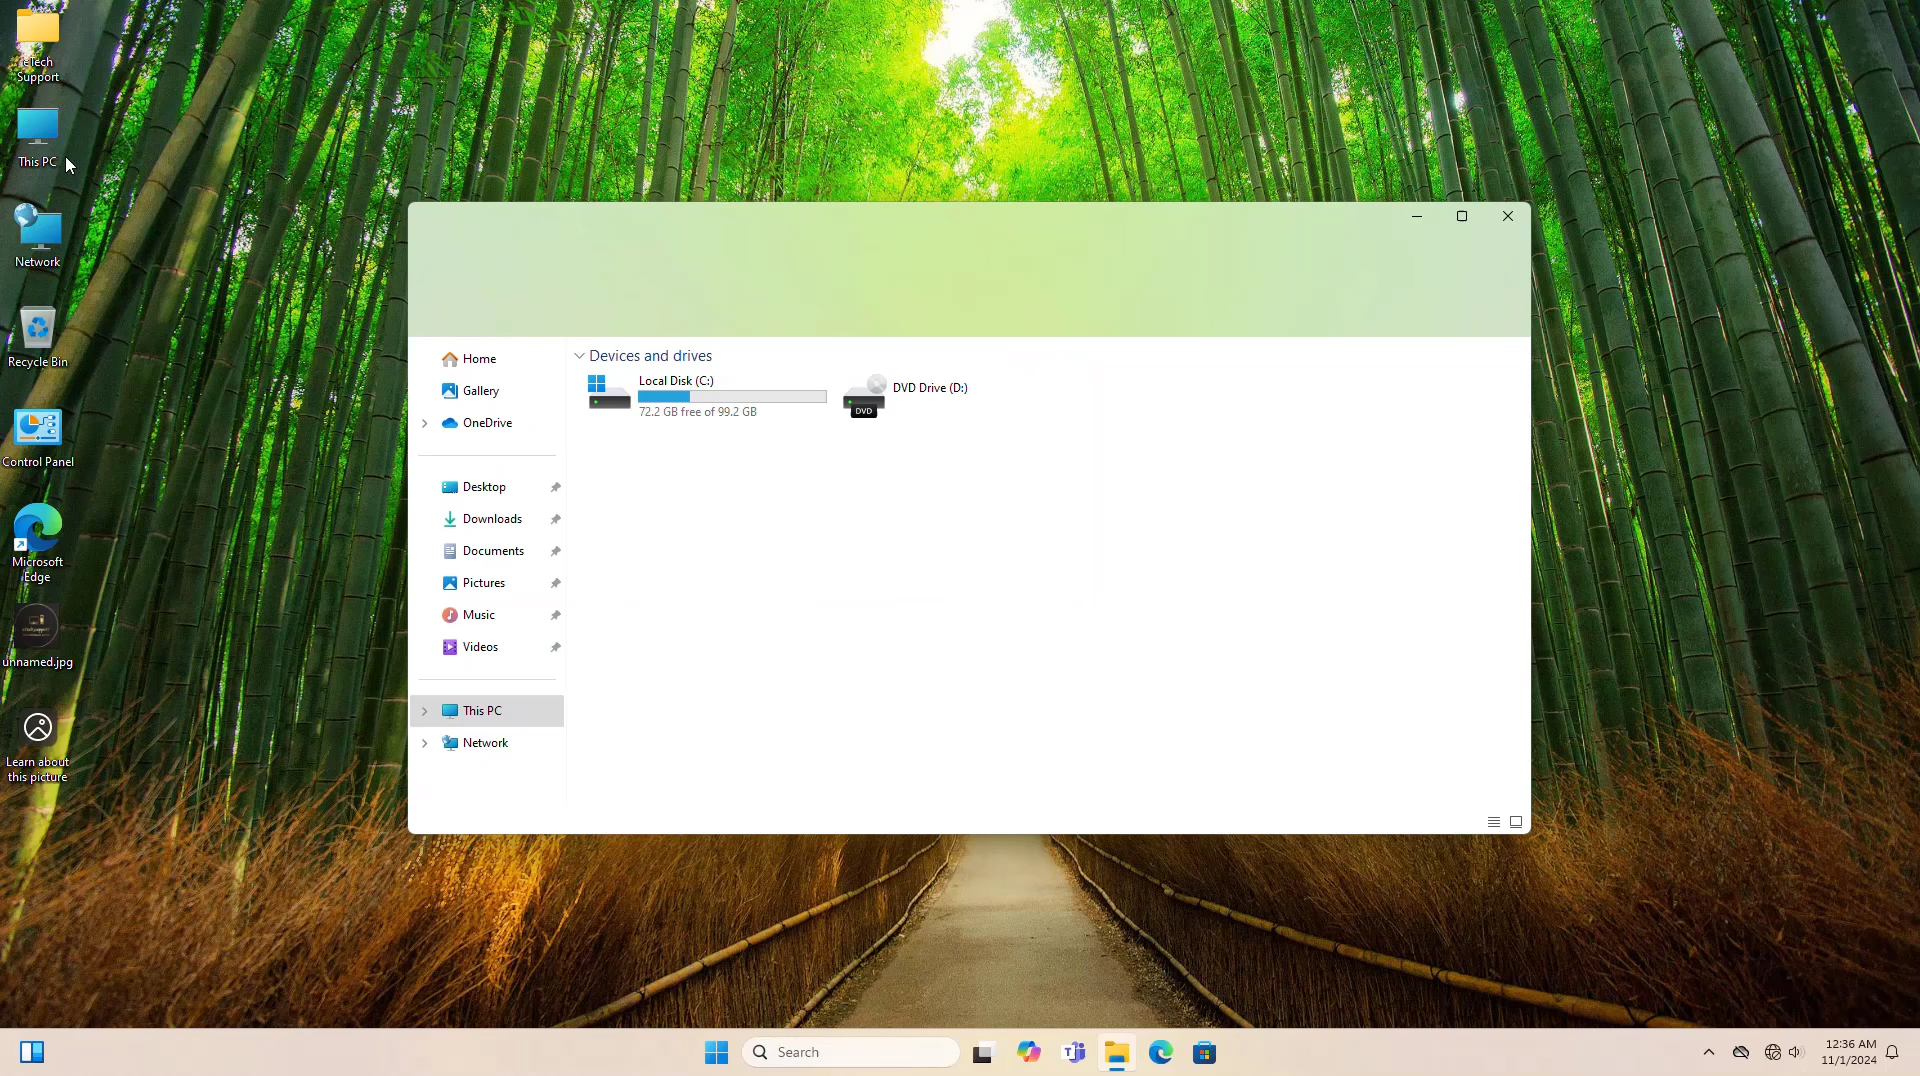 eTech
Support
This PC
Network
Recycle Bin
Control Panel
Microsoft
Edge
unnamed.jpg
Learn about
this picture
Home
Gallery
OneDrive
Desktop
Downloads
Documents
Pictures
Music
Videos
This PC
Network
Devices and drives
Local Disk (C:)
72.2 GB free of 99.2 GB
DVD
DVD Drive (D:)
Search
12:36 AM
11/1/2024